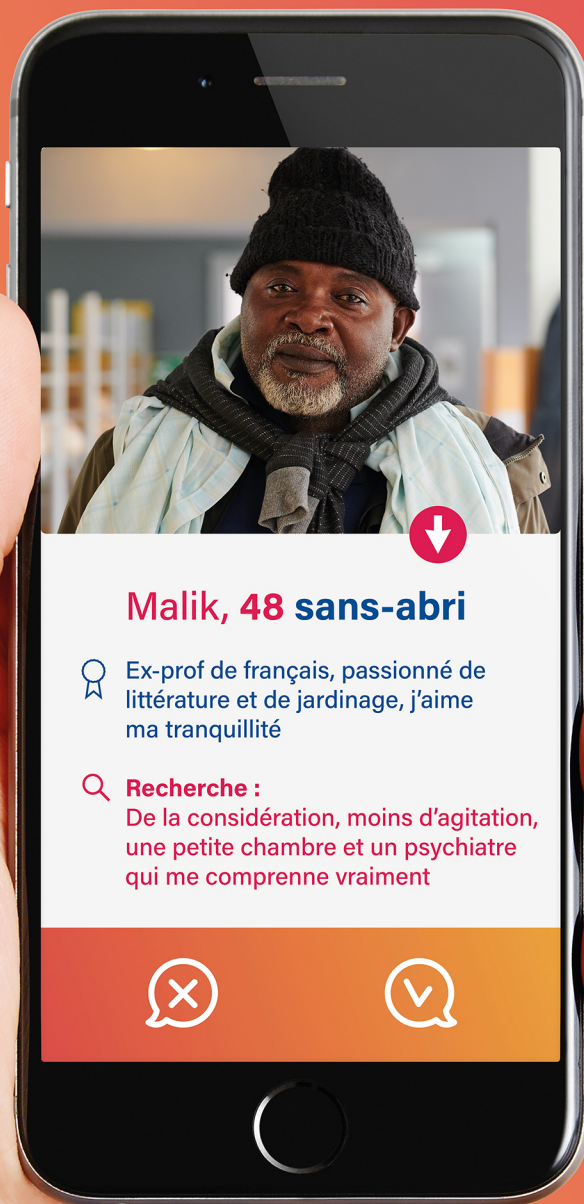 Malik, 48 sans-abri
Ex-prof de français, passionné de
littérature et de jardinage, j’aime
ma tranquillité
Recherche :
De la considération, moins d’agitation,
une petite chambre et un psychiatre
qui me comprenne vraiment